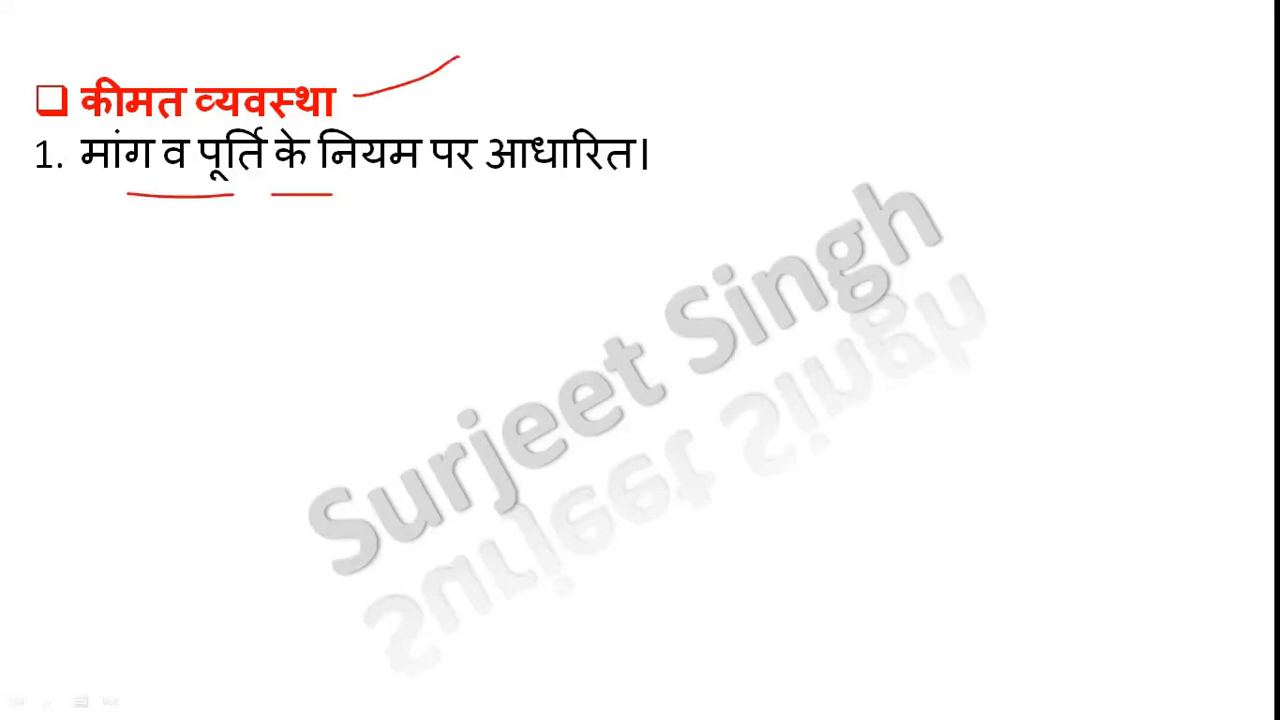 कीमत व्यवस्था
1. मांग व पूर्ति के नियम पर आधारित।
Surjeet Singh